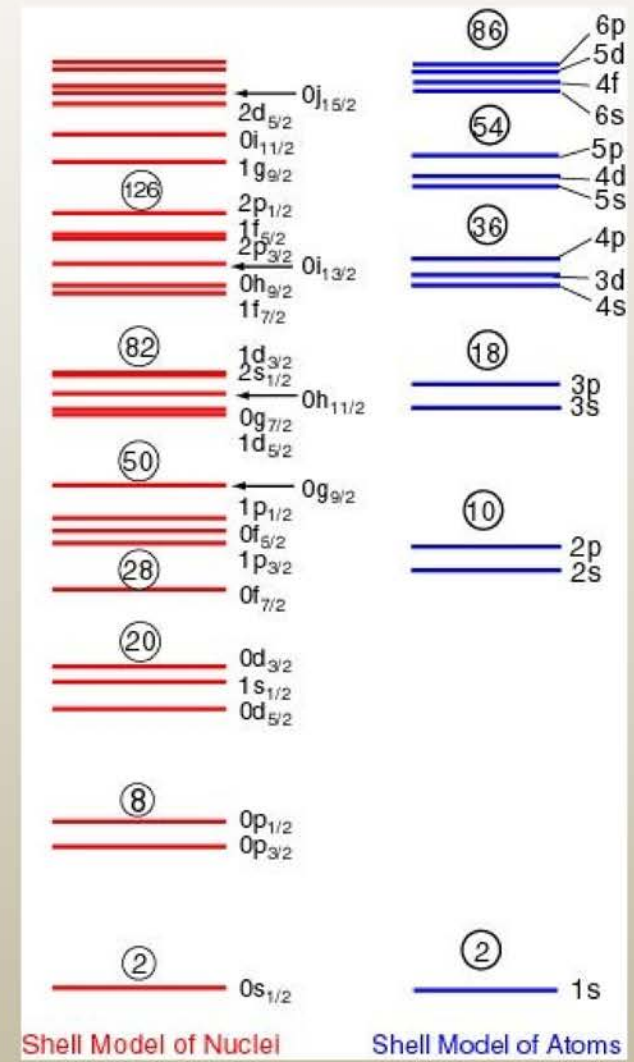 0j15/2
2d5/2
0i11/2
1g9/2
126
2p1/2
1f5/2
2p3/2
0i13/2
0h9/2
1f7/2
82
1d3/2
2s1/2
0h11/2
0g7/2
1d5/2
50
0g9/2
1p1/2
0f5/2
1p3/2
28
0f7/2
20
0d3/2
1s1/2
0d5/2
8
0p1/2
0p3/2
2
0s1/2
Shell Model of Nuclei
86
6p
5d
4f
6s
54
5p
4d
5s
36
4p
3d
4s
18
3p
3s
10
2p
2s
2
1s
Shell Model of Atoms